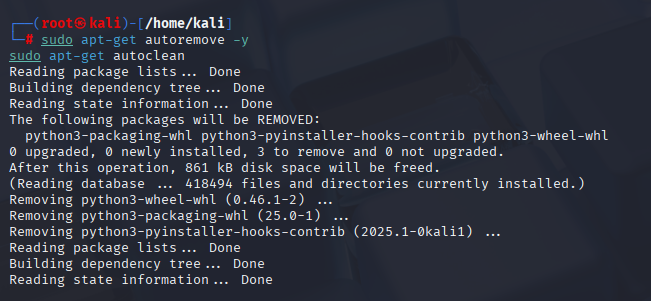 ┌──(root㉿kali)-[/home/kali]
└─# sudo apt-get autoremove -y
sudo apt-get autoclean
Reading package lists... Done
Building dependency tree... Done
Reading state information... Done
The following packages will be REMOVED:
  python3-packaging-whl python3-pyinstaller-hooks-contrib python3-wheel-whl
0 upgraded, 0 newly installed, 3 to remove and 0 not upgraded.
After this operation, 861 kB disk space will be freed.
(Reading database ... 418494 files and directories currently installed.)
Removing python3-wheel-whl (0.46.1-2) ...
Removing python3-packaging-whl (25.0-1) ...
Removing python3-pyinstaller-hooks-contrib (2025.1-0kali1) ...
Reading package lists... Done
Building dependency tree... Done
Reading state information... Done